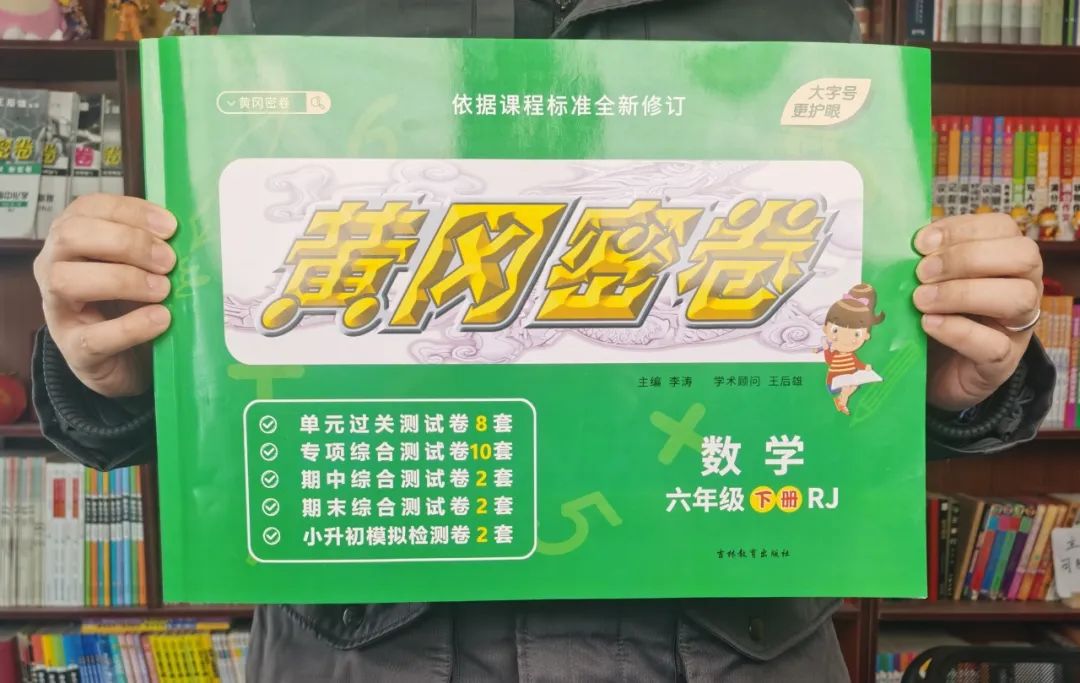 黄冈密卷
依据课程标准全新修订
大字号
更护眼
黄冈密卷
主编 李涛 学术顾问 王后雄
单元过关测试卷8套
专项综合测试卷10套
期中综合测试卷2套
期末综合测试卷2套
小升初模拟检测卷2套
数学
六年级下册RJ
吉林教育出版社